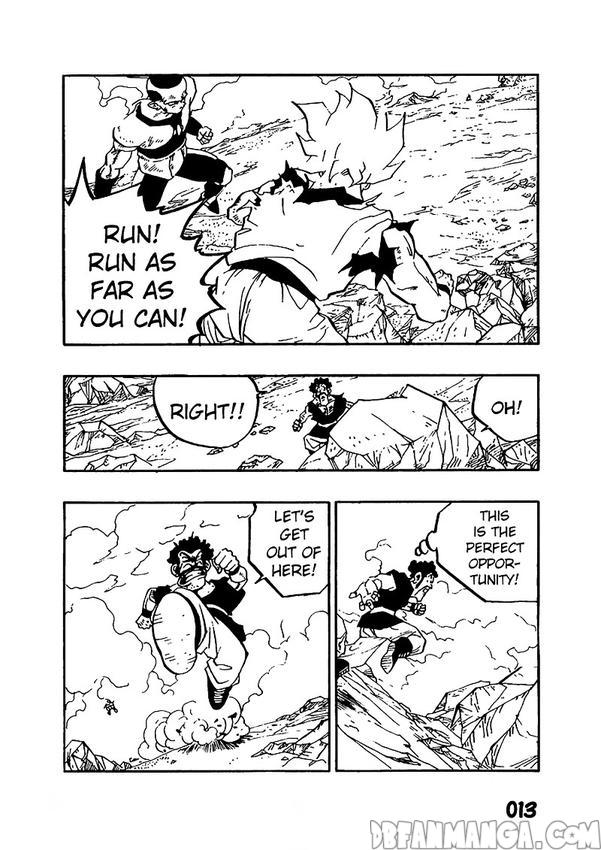 RUN!
RUN AS
FAR AS
YOU CAN!
OH!
RIGHT!!
THIS
IS THE
PERFECT
OPPOR-
TUNITY!
LET'S
GET
OUT OF
HERE!
013
DBFANMANGA.COM